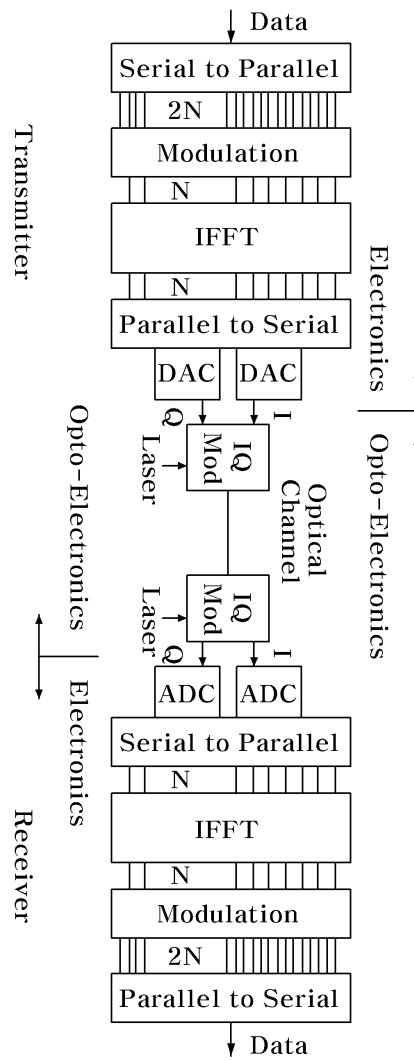 Data
Serial to Parallel
2N
Modulation
N
IFFT
N
Parallel to Serial
DAC
DAC
Q
I
Laser
IQ
Mod
Optical
Channel
Laser
IQ
Mod
Q
I
ADC
ADC
Serial to Parallel
N
IFFT
N
Modulation
2N
Parallel to Serial
Data
Transmitter
Electronics
Opto-Electronics
Opto-Electronics
Electronics
Receiver